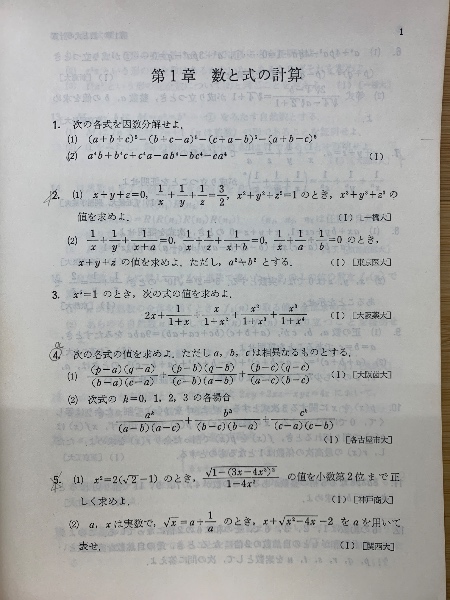 1
第1章 数と式の計算
1. 次の各式を因数分解せよ.
(1) (a+b+c)⁵−(b+c−a)⁵−(c+a−b)⁵−(a+b−c)⁵
(2) a⁴b+b⁴c+c⁴a−ab⁴−bc⁴−ca⁴ (Ⅰ)
2. (1) x+y+z=0, 1/x+1/y+1/z=3/2, x²+y²+z²=1 のとき, x³+y³+z³ の
値を求めよ. (Ⅰ) [一橋大]
(2) 1/x+1/y+1/(x+a)=0, 1/x+1/z+1/(x+b)=0, 1/x+1/a+1/b=0 のとき,
x+y+z の値を求めよ. ただし, a²≠b² とする. (Ⅰ) [東京医大]
3. x⁵=1 のとき, 次の式の値を求めよ.
2x+1/(1+x)+x/(1+x²)+x²/(1+x³)+x³/(1+x⁴) (Ⅰ) [大阪薬大]
4. 次の各式の値を求めよ. ただし a, b, c は相異なるものとする.
(1) (p−a)(q−a)/(b−a)(c−a)+(p−b)(q−b)/(c−b)(a−b)+(p−c)(q−c)/(a−c)(b−c) (Ⅰ) [大阪歯大]
(2) 次式の k=0, 1, 2, 3 の各場合
aᵏ/(a−b)(a−c)+bᵏ/(b−c)(b−a)+cᵏ/(c−a)(c−b)
(Ⅰ) [名古屋市大]
5. (1) x²=2(√2−1) のとき, √(1−(3x−4x³)²)/(1−4x²) の値を小数第2位まで正
しく求めよ. (Ⅰ) [神戸商大]
(2) a, x は実数で, √x=a+1/a のとき, x+√(x²−4x)−2 を a を用いて
表せ. (Ⅰ) [関西大]